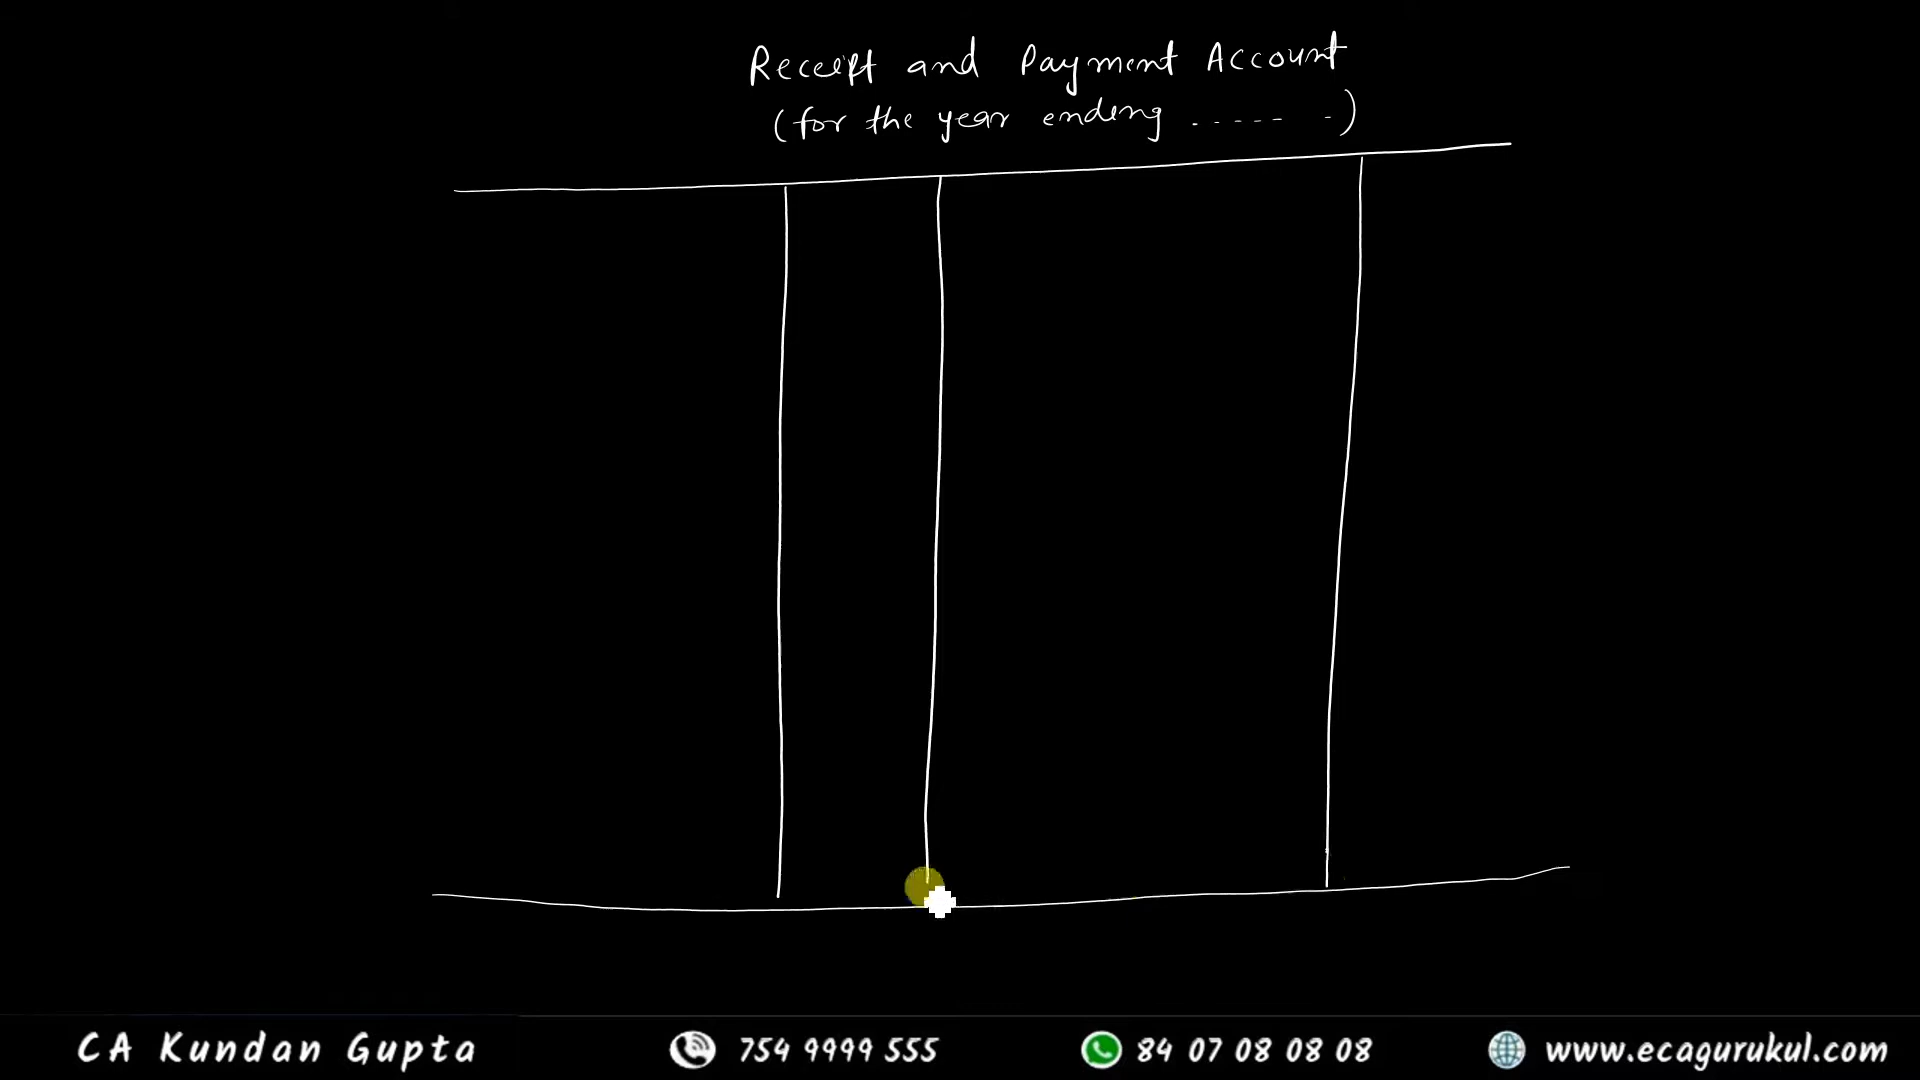 Receipt and Payment Account
(for the year ending ...... .)
CA Kundan Gupta 754 9999 555 84 07 08 08 08 www.ecagurukul.com